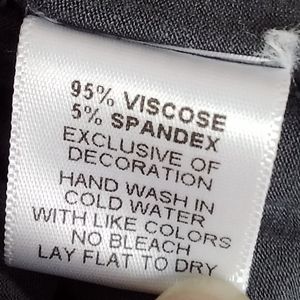 95% VISCOSE
5% SPANDEX
EXCLUSIVE OF
DECORATION
HAND WASH IN
COLD WATER
WITH LIKE COLORS
NO BLEACH
LAY FLAT TO DRY